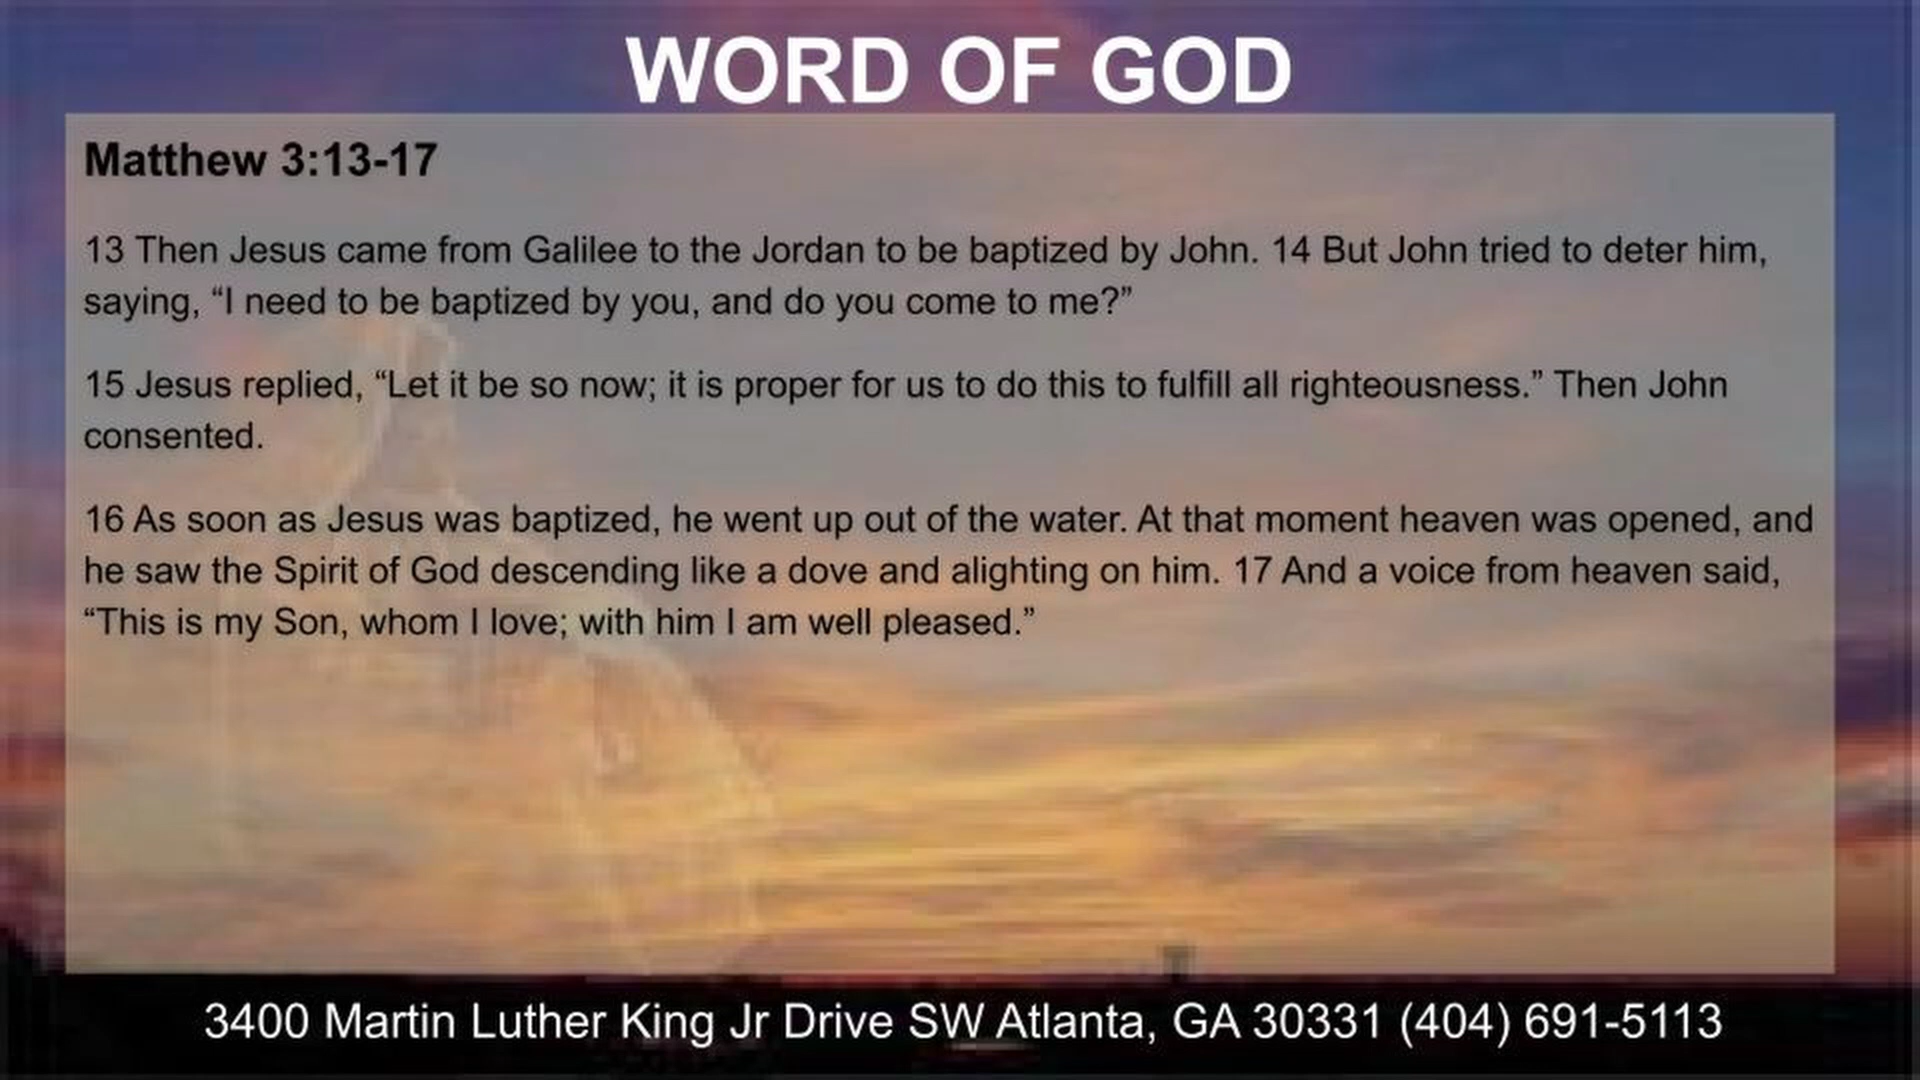 WORD OF GOD
Matthew 3:13-17
13 Then Jesus came from Galilee to the Jordan to be baptized by John. 14 But John tried to deter him,
saying, “I need to be baptized by you, and do you come to me?”
15 Jesus replied, “Let it be so now; it is proper for us to do this to fulfill all righteousness.” Then John
consented.
16 As soon as Jesus was baptized, he went up out of the water. At that moment heaven was opened, and
he saw the Spirit of God descending like a dove and alighting on him. 17 And a voice from heaven said,
“This is my Son, whom I love; with him I am well pleased.”
3400 Martin Luther King Jr Drive SW Atlanta, GA 30331 (404) 691-5113